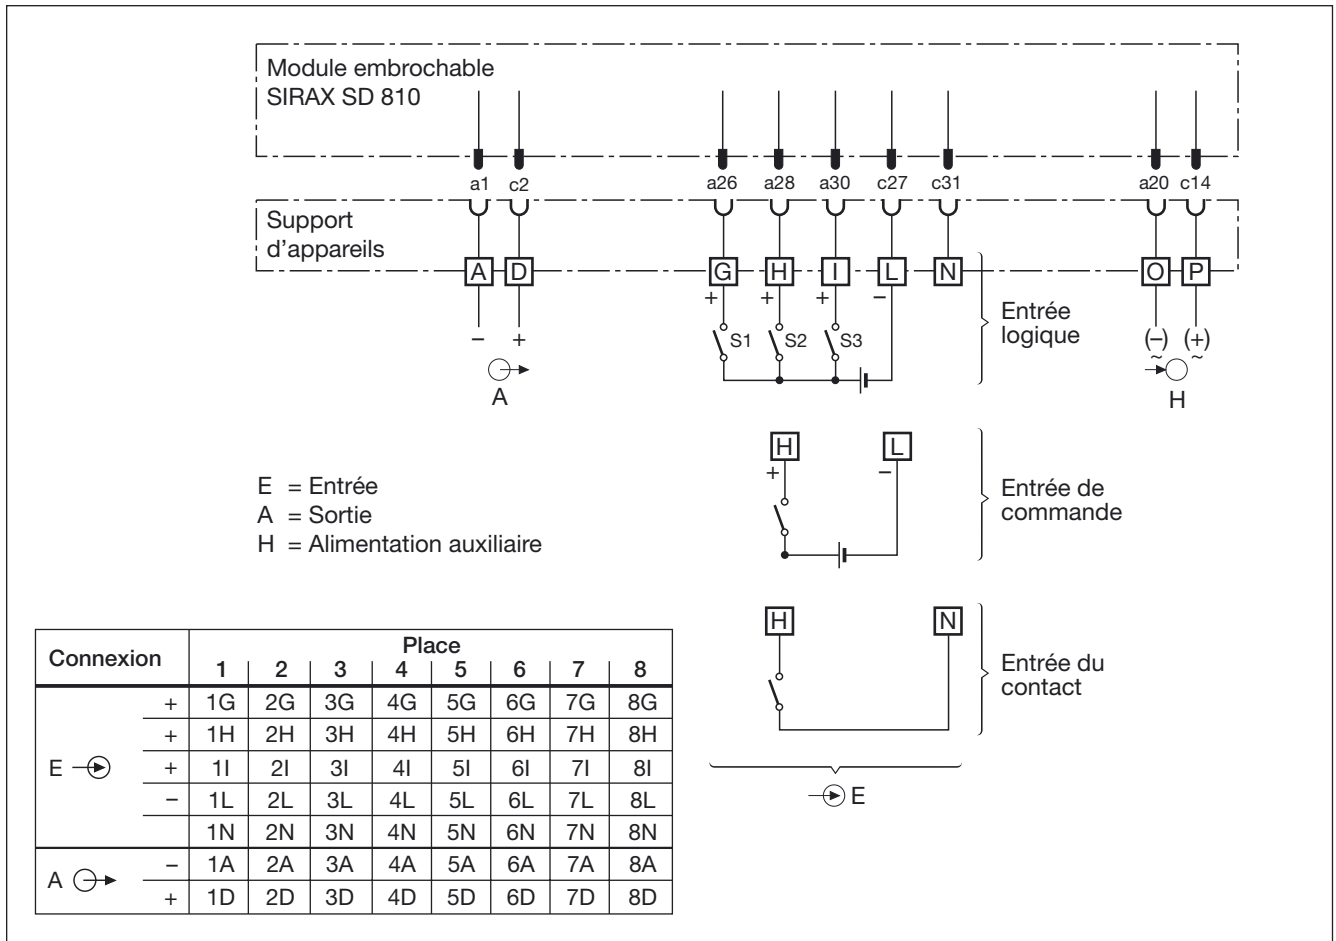 Module embrochable
SIRAX SD 810
a1 c2 a26 a28 a30 c27 c31 a20 c14
Support
d'appareils
A D G H I L N O P
+ + + –
S1 S2 S3
Entrée
logique
– + (–) (+)
~ ~
A H
H L
+ –
Entrée de
commande
E = Entrée
A = Sortie
H = Alimentation auxiliaire
H N
Entrée du
contact
E
Connexion Place
1 2 3 4 5 6 7 8
+ 1G 2G 3G 4G 5G 6G 7G 8G
+ 1H 2H 3H 4H 5H 6H 7H 8H
E + 1I 2I 3I 4I 5I 6I 7I 8I
– 1L 2L 3L 4L 5L 6L 7L 8L
1N 2N 3N 4N 5N 6N 7N 8N
A – 1A 2A 3A 4A 5A 6A 7A 8A
+ 1D 2D 3D 4D 5D 6D 7D 8D